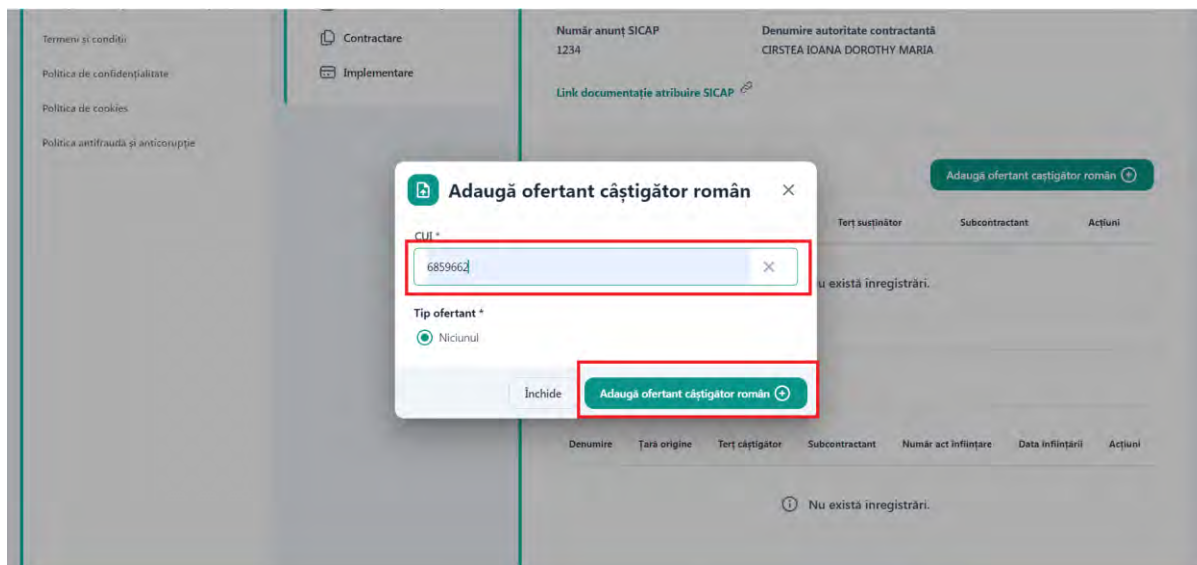 Termeni și condiții
Politica de confidențialitate
Politica de cookies
Politica antifraudă și anticorupție
Contractare
Implementare
Număr anunț SICAP
1234
Denumire autoritate contractantă
CIRSTEA IOANA DOROTHY MARIA
Link documentație atribuire SICAP
Adaugă ofertant câștigător român
Terț susținător Subcontractant Acțiuni
u există înregistrări.
Adaugă ofertant câștigător român
CUI *
6859662
Tip ofertant *
Niciunul
Închide
Adaugă ofertant câștigător român
Denumire Țară origine Terț câștigător Subcontractant Număr act înființare Data înființării Acțiuni
Nu există înregistrări.